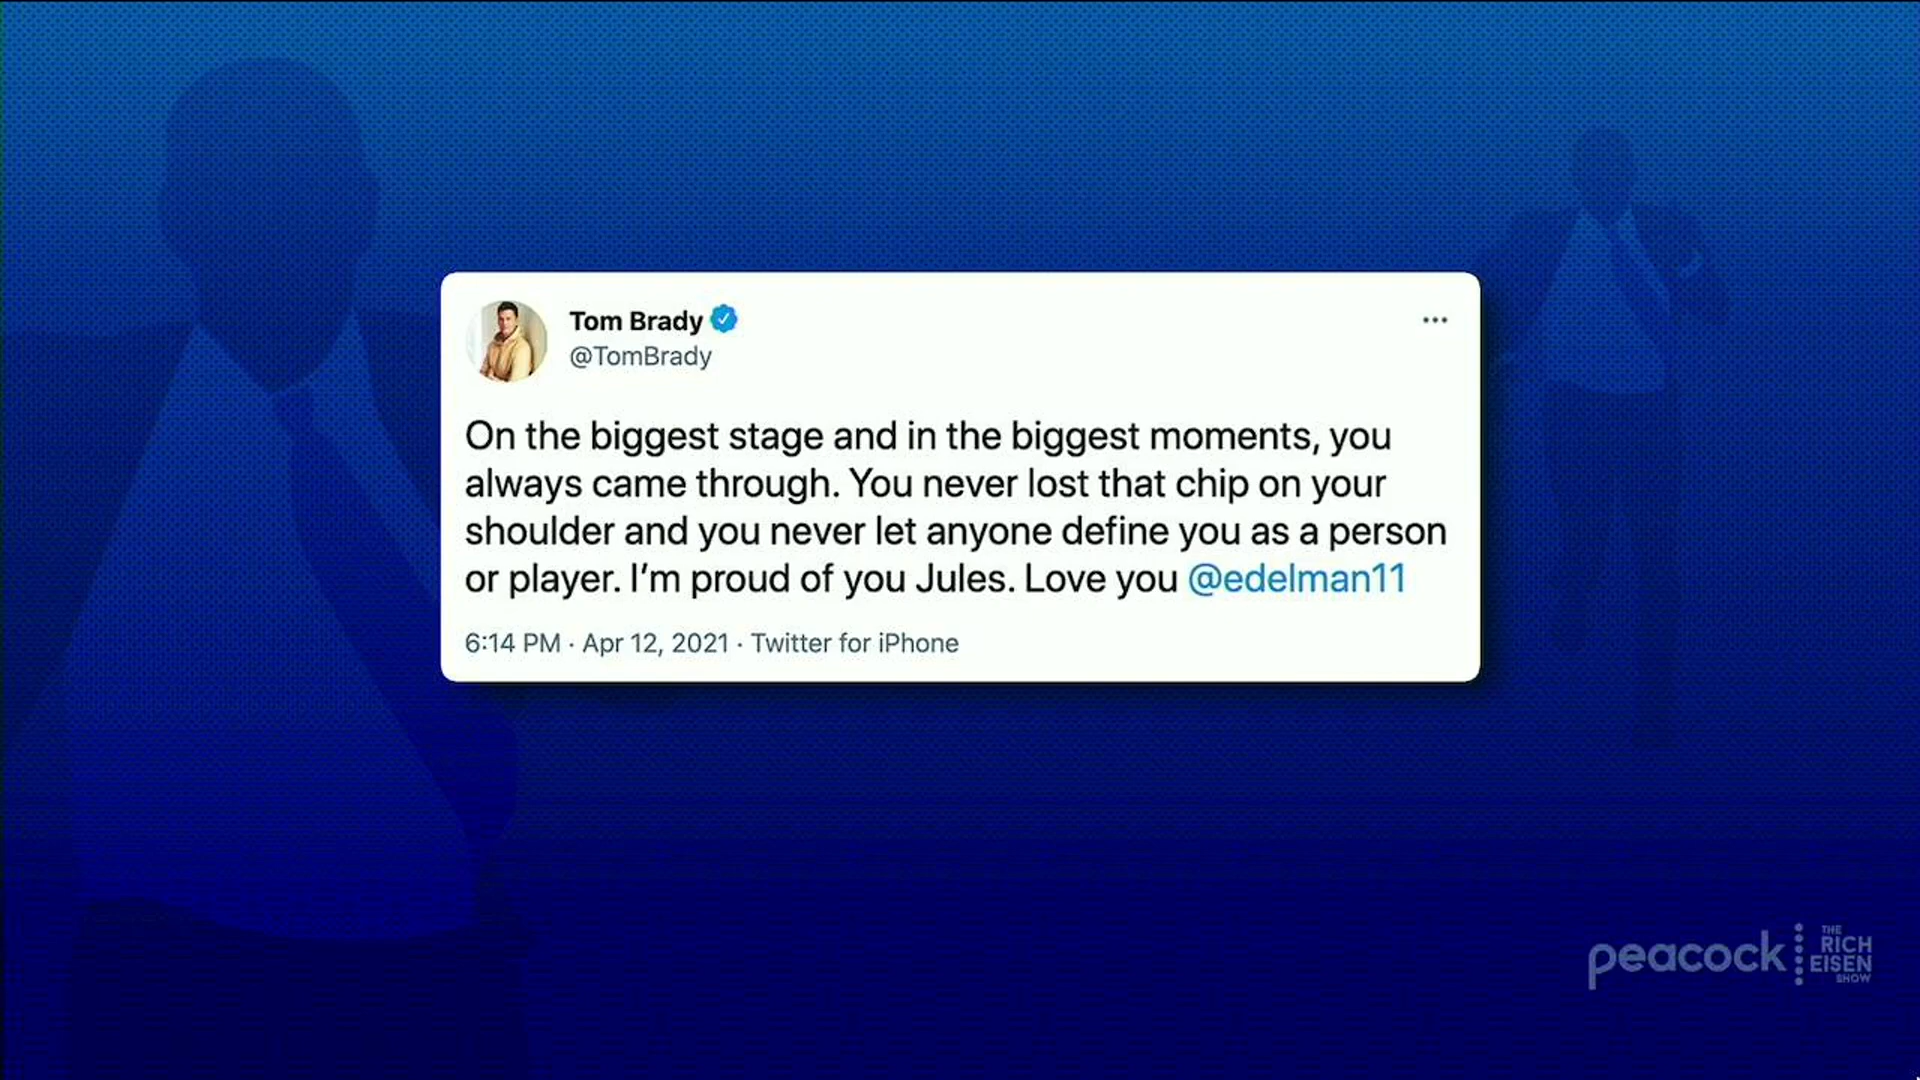 Tom Brady
@TomBrady
On the biggest stage and in the biggest moments, you
always came through. You never lost that chip on your
shoulder and you never let anyone define you as a person
or player. I'm proud of you Jules. Love you @edelman11
6:14 PM · Apr 12, 2021 · Twitter for iPhone
peacock
THE
RICH
EISEN
SHOW